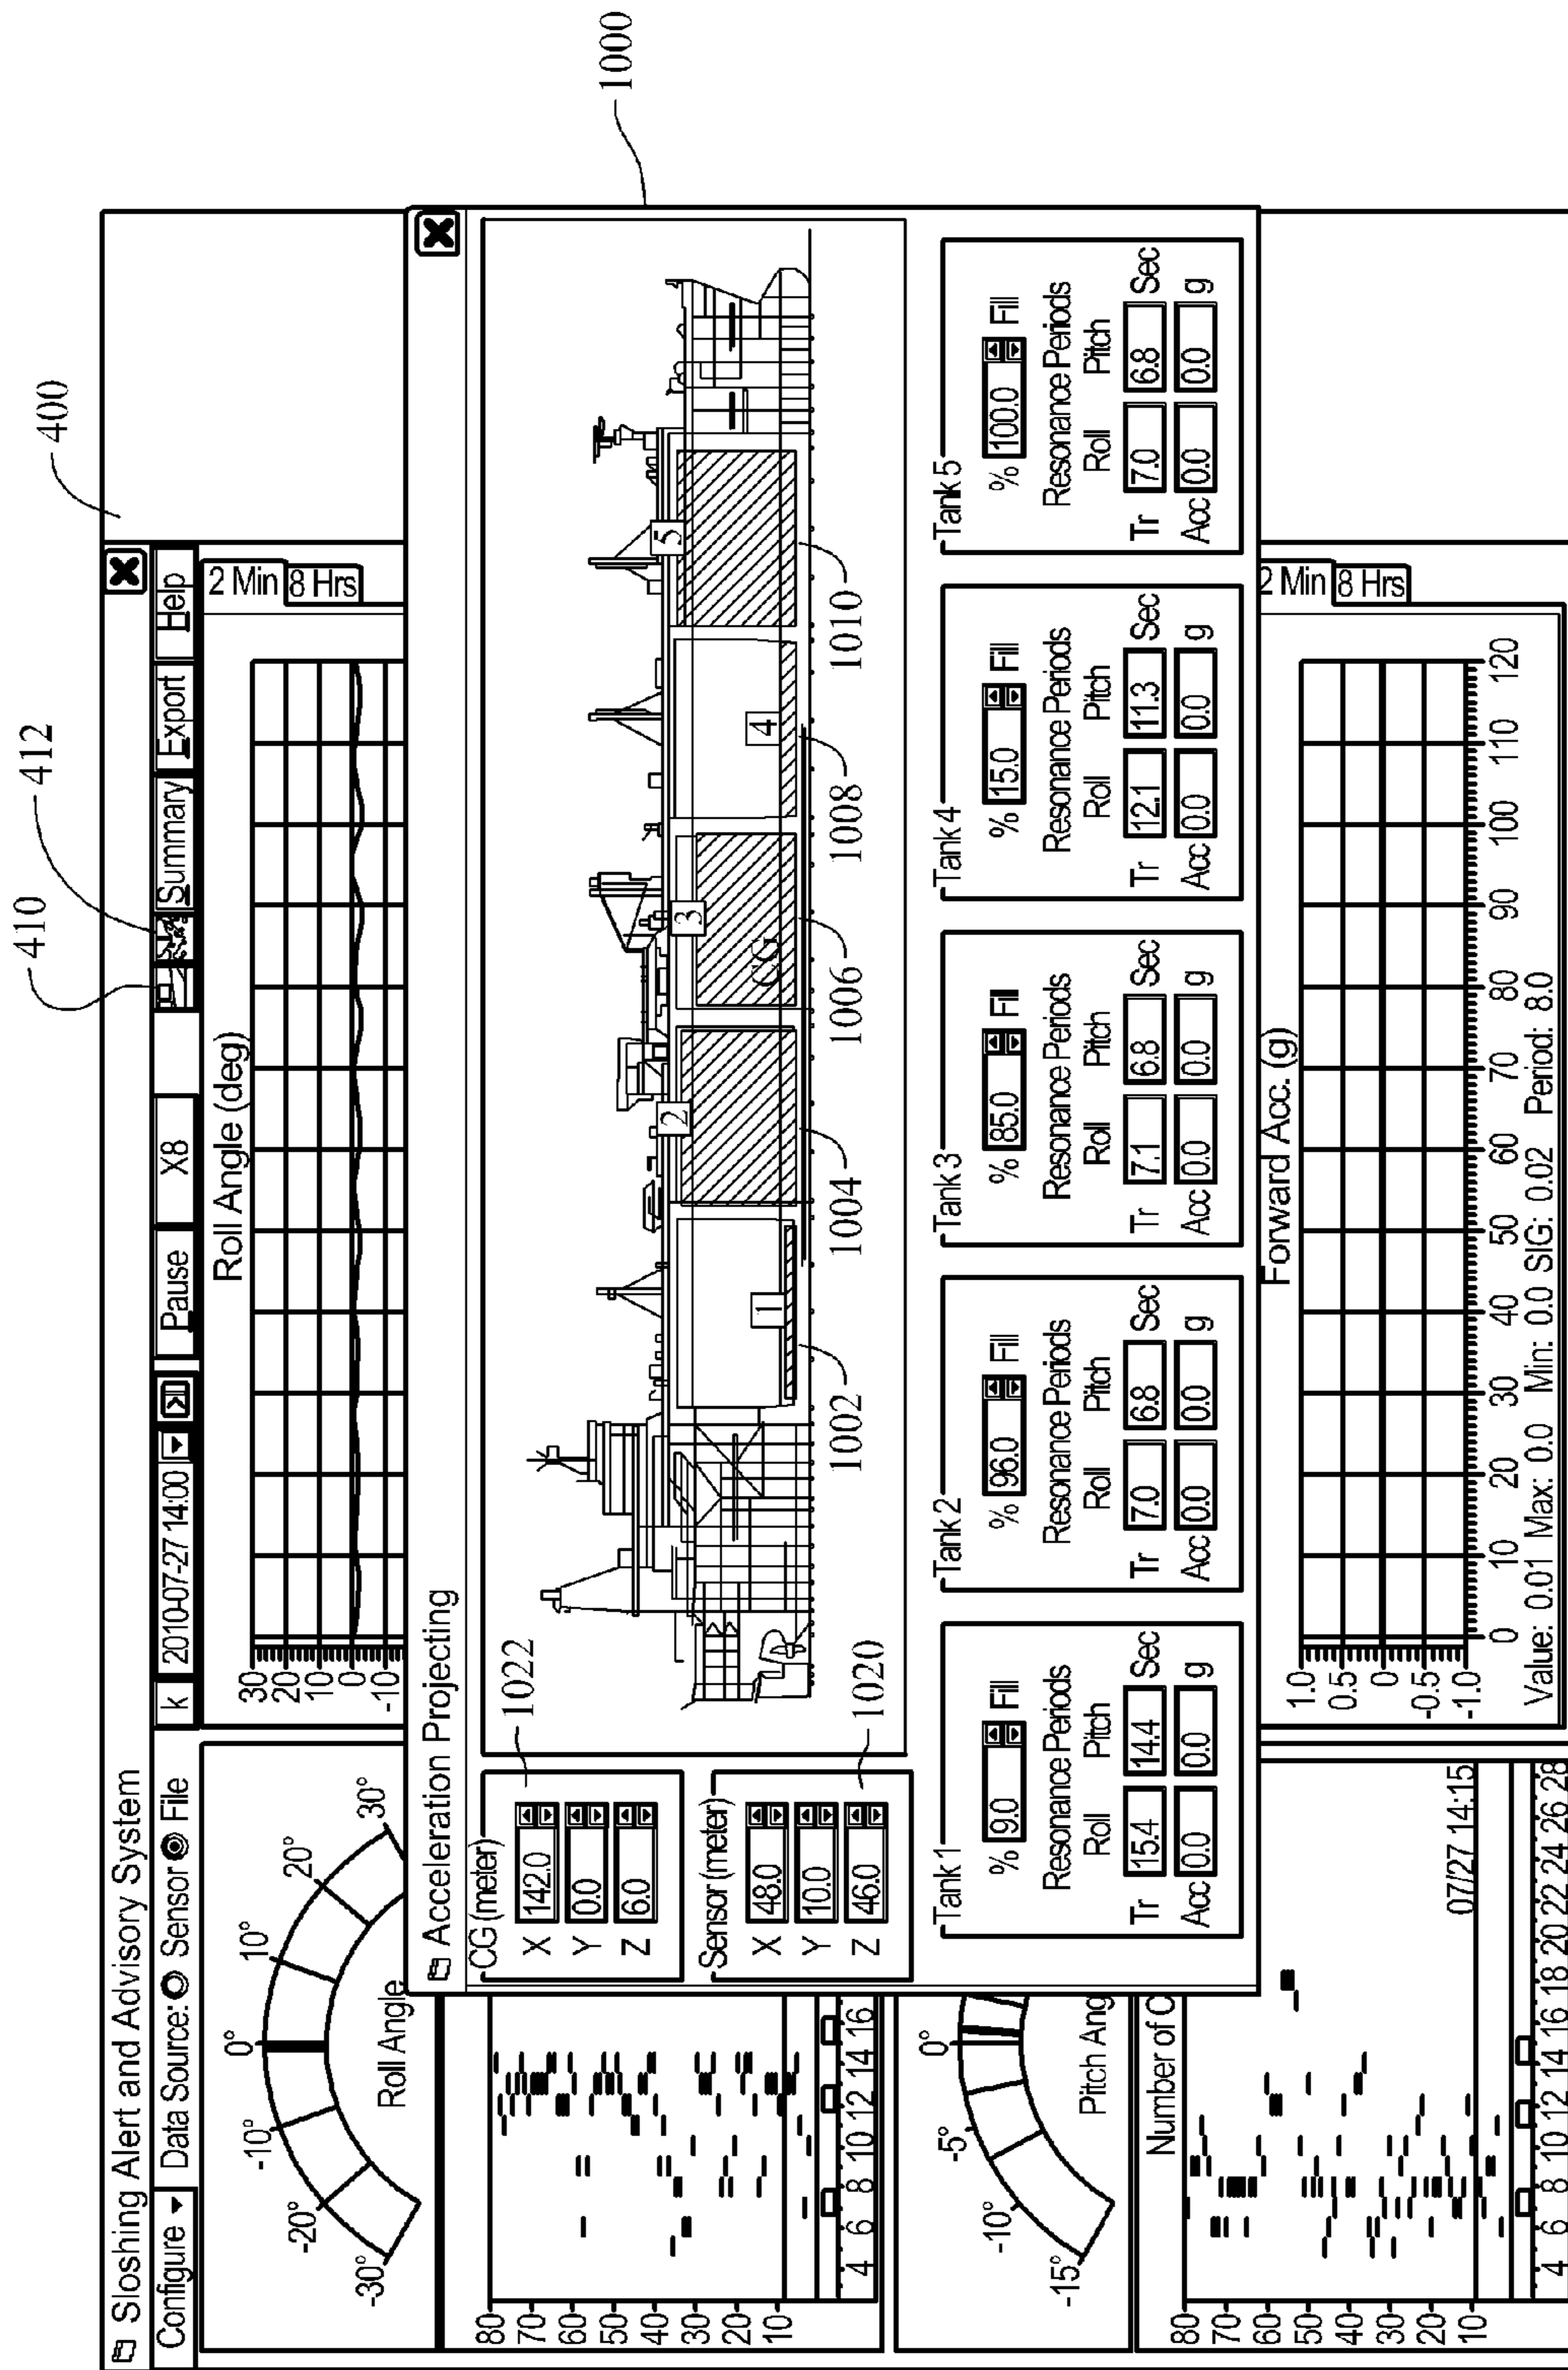 400
410
412
Sloshing Alert and Advisory System
Configure Data Source: Sensor File
k 2010-07-27 14:00 Pause X8 Summary Export Help
Roll Angle (deg)
2 Min
8 Hrs
30
20
10
0
-10
-30° -20° -10° 0° 10° 20° 30°
Roll Angle
80
70
60
50
40
30
20
10
4 6 8 10 12 14 16
-15° -10° -5° 0°
Pitch Ang
Number of C
80
70
60
50
40
30
20
10
07/27 14:15
4 6 8 10 12 14 16 18 20 22 24 26 28
Acceleration Projecting
1000
CG (meter)
X 142.0
Y 0.0
Z 6.0
1022
Sensor (meter)
X 48.0
Y 10.0
Z 46.0
1020
1 2 3 4 5
CG
1002 1004 1006 1008 1010
Tank 1
% 9.0 Fill
Resonance Periods
Roll Pitch
Tr 15.4 14.4 Sec
Acc 0.0 0.0 g
Tank 2
% 96.0 Fill
Resonance Periods
Roll Pitch
Tr 7.0 6.8 Sec
Acc 0.0 0.0 g
Tank 3
% 85.0 Fill
Resonance Periods
Roll Pitch
Tr 7.1 6.8 Sec
Acc 0.0 0.0 g
Tank 4
% 15.0 Fill
Resonance Periods
Roll Pitch
Tr 12.1 11.3 Sec
Acc 0.0 0.0 g
Tank 5
% 100.0 Fill
Resonance Periods
Roll Pitch
Tr 7.0 6.8 Sec
Acc 0.0 0.0 g
Forward Acc. (g)
2 Min
8 Hrs
1.0
0.5
0
-0.5
-1.0
0 10 20 30 40 50 60 70 80 90 100 110 120
Value: 0.01 Max: 0.0 Min: 0.0 SIG: 0.02 Period: 8.0